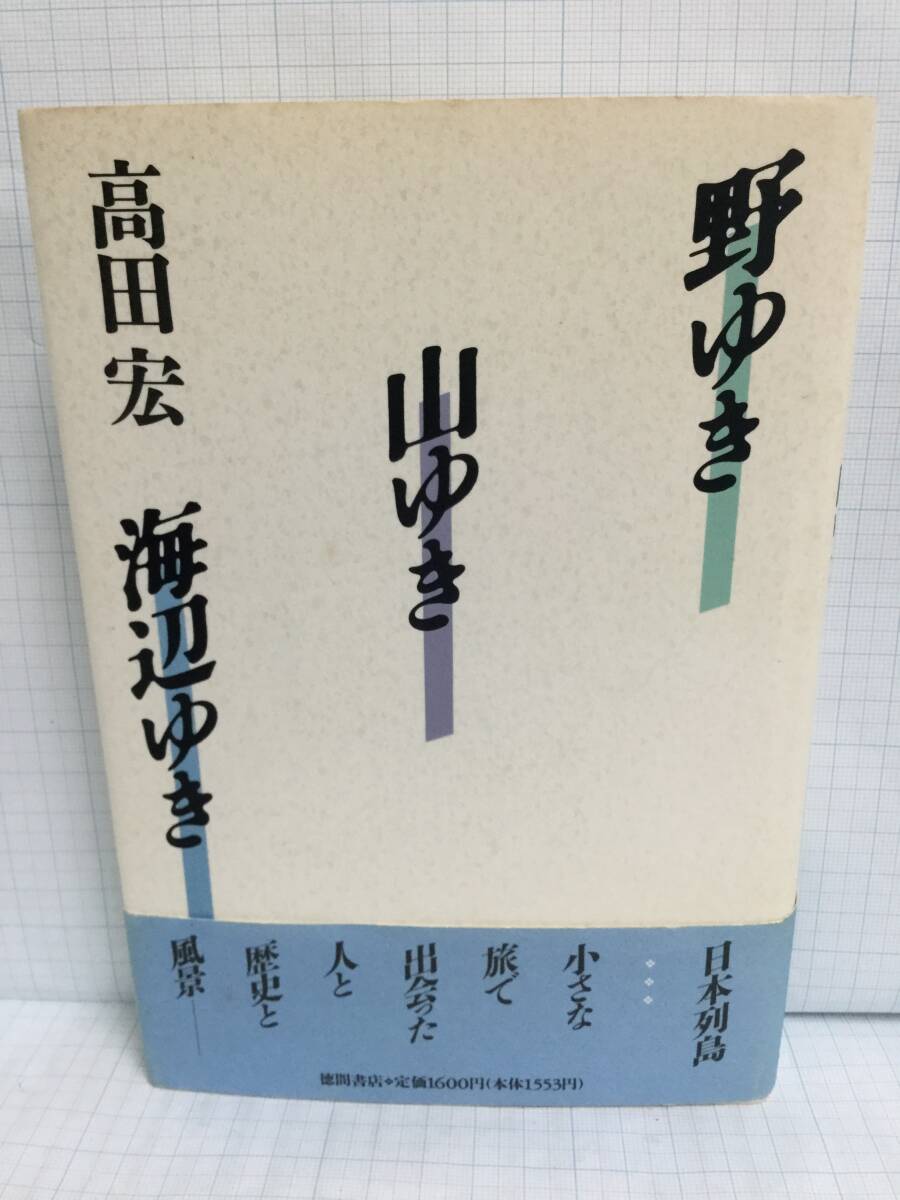 野ゆき
山ゆき
海辺ゆき
高田宏
日本列島
❖❖❖
小さな
旅で
出会った
人と
歴史と
風景──
徳間書店❖定価1600円(本体1553円)